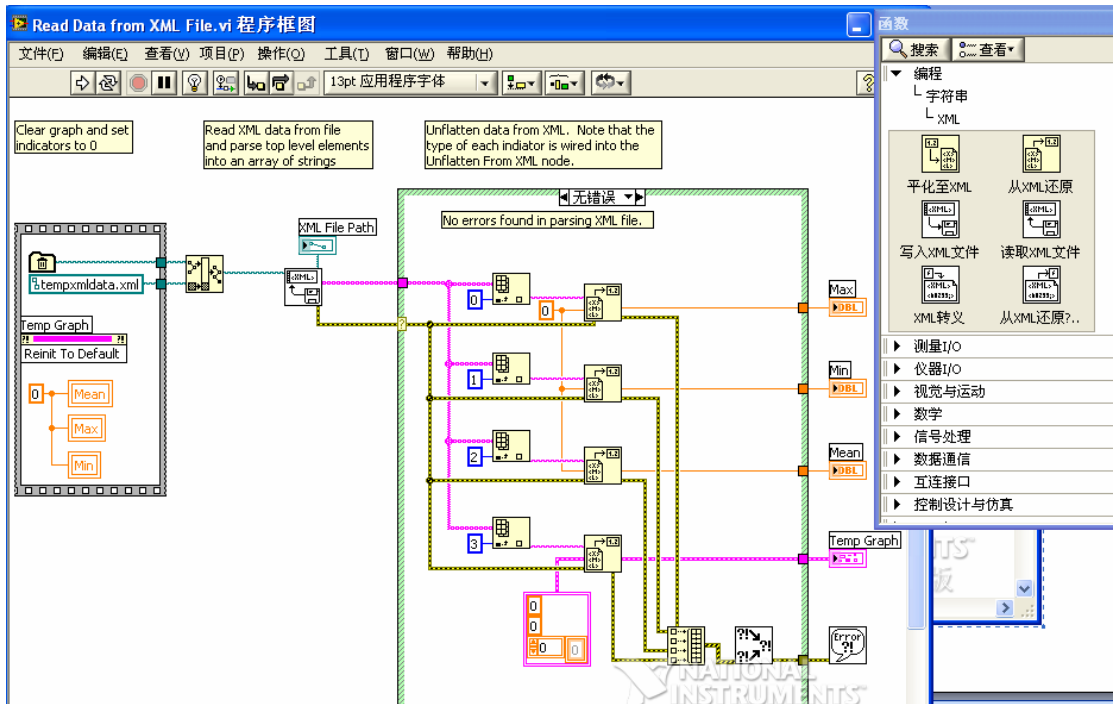 Read Data from XML File.vi 程序框图
文件(F) 编辑(E) 查看(V) 项目(P) 操作(O) 工具(T) 窗口(W) 帮助(H)
13pt 应用程序字体
Clear graph and set
indicators to 0
Read XML data from file
and parse top level elements
into an array of strings
Unflatten data from XML. Note that the
type of each indiator is wired into the
Unflatten From XML node.
无错误
No errors found in parsing XML file.
XML File Path
tempxmldata.xml
Temp Graph
Reinit To Default
0
Mean
Max
Min
0
0
1
2
3
0
0
0
0
Max
DBL
Min
DBL
Mean
DBL
Temp Graph
Error
?!
NATIONAL
INSTRUMENTS™
函数
搜索 查看
编程
字符串
XML
平化至XML 从XML还原
写入XML文件 读取XML文件
XML转义 从XML还原?..
测量I/O
仪器I/O
视觉与运动
数学
信号处理
数据通信
互连接口
控制设计与仿真
NTS™
版